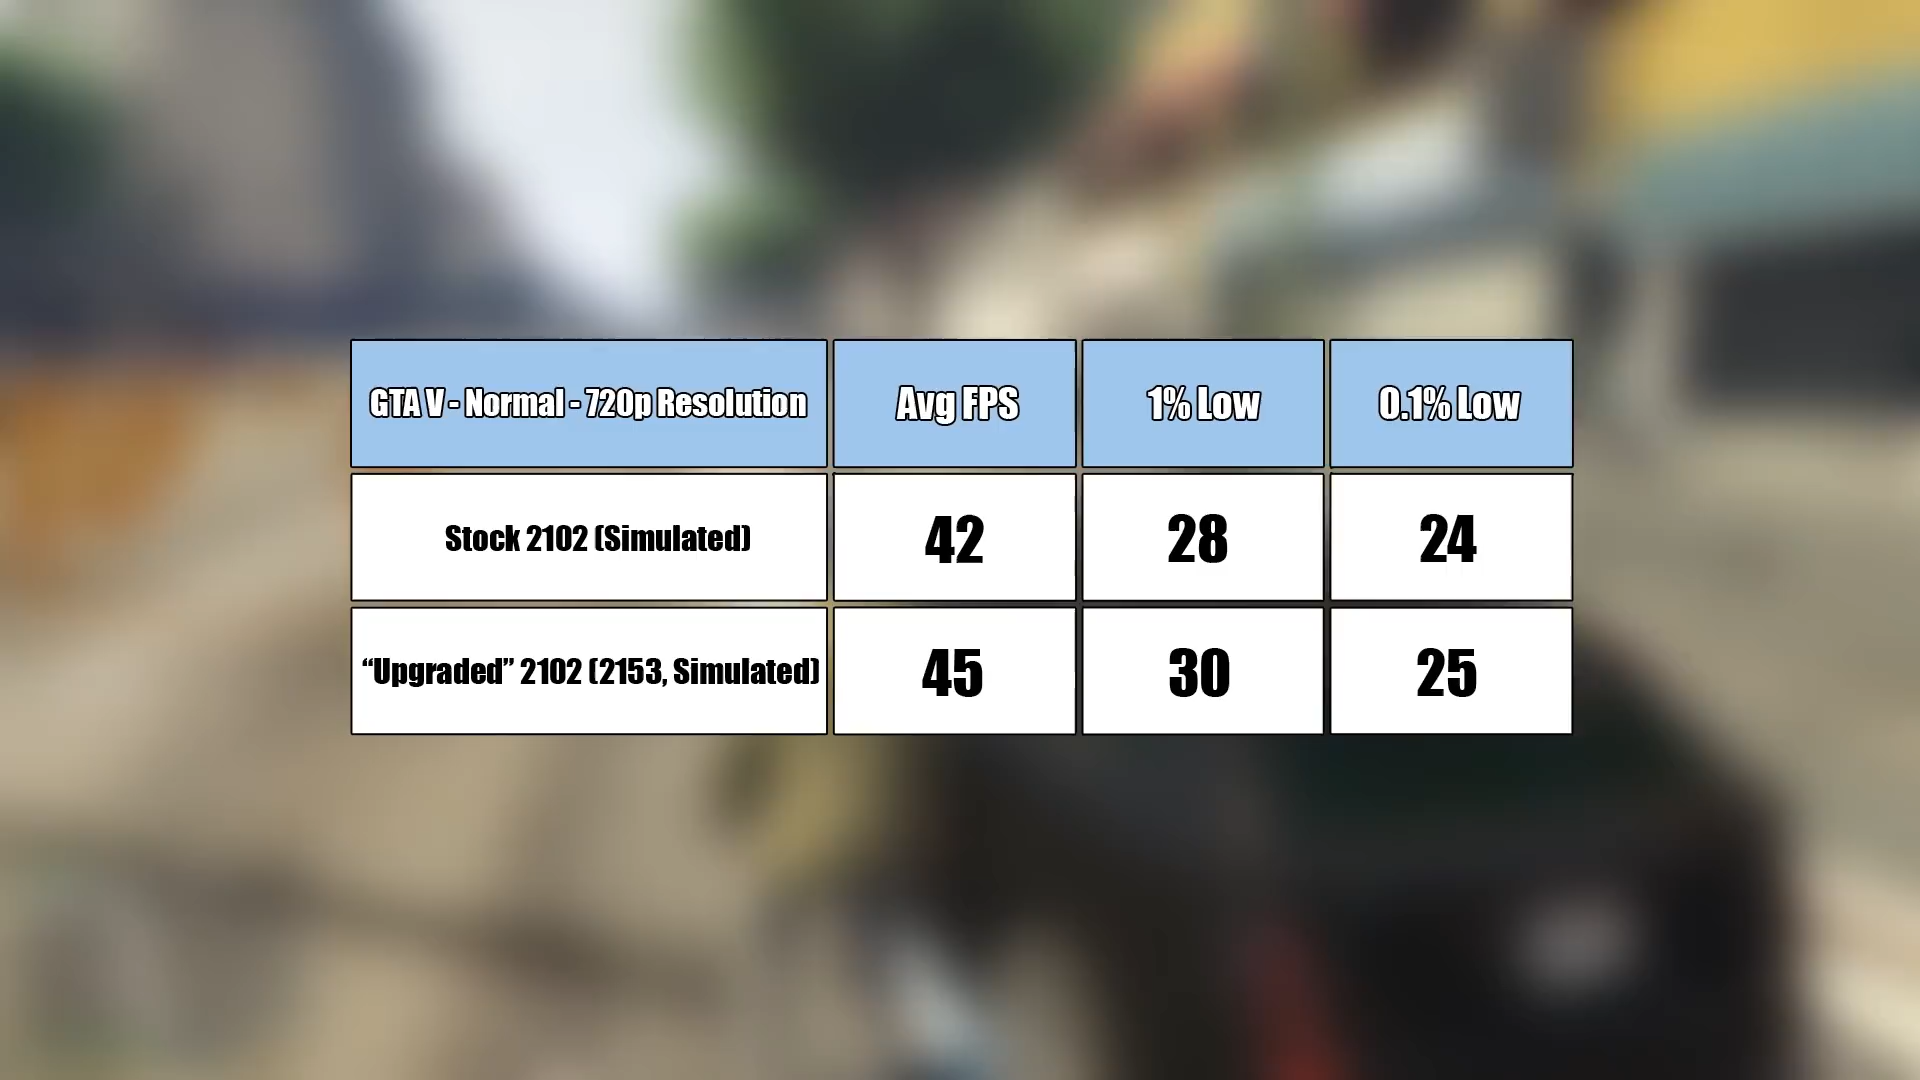 GTA V - Normal - 720p Resolution Avg FPS 1% Low 0.1% Low
Stock 2102 (Simulated) 42 28 24
“Upgraded” 2102 (2153, Simulated) 45 30 25